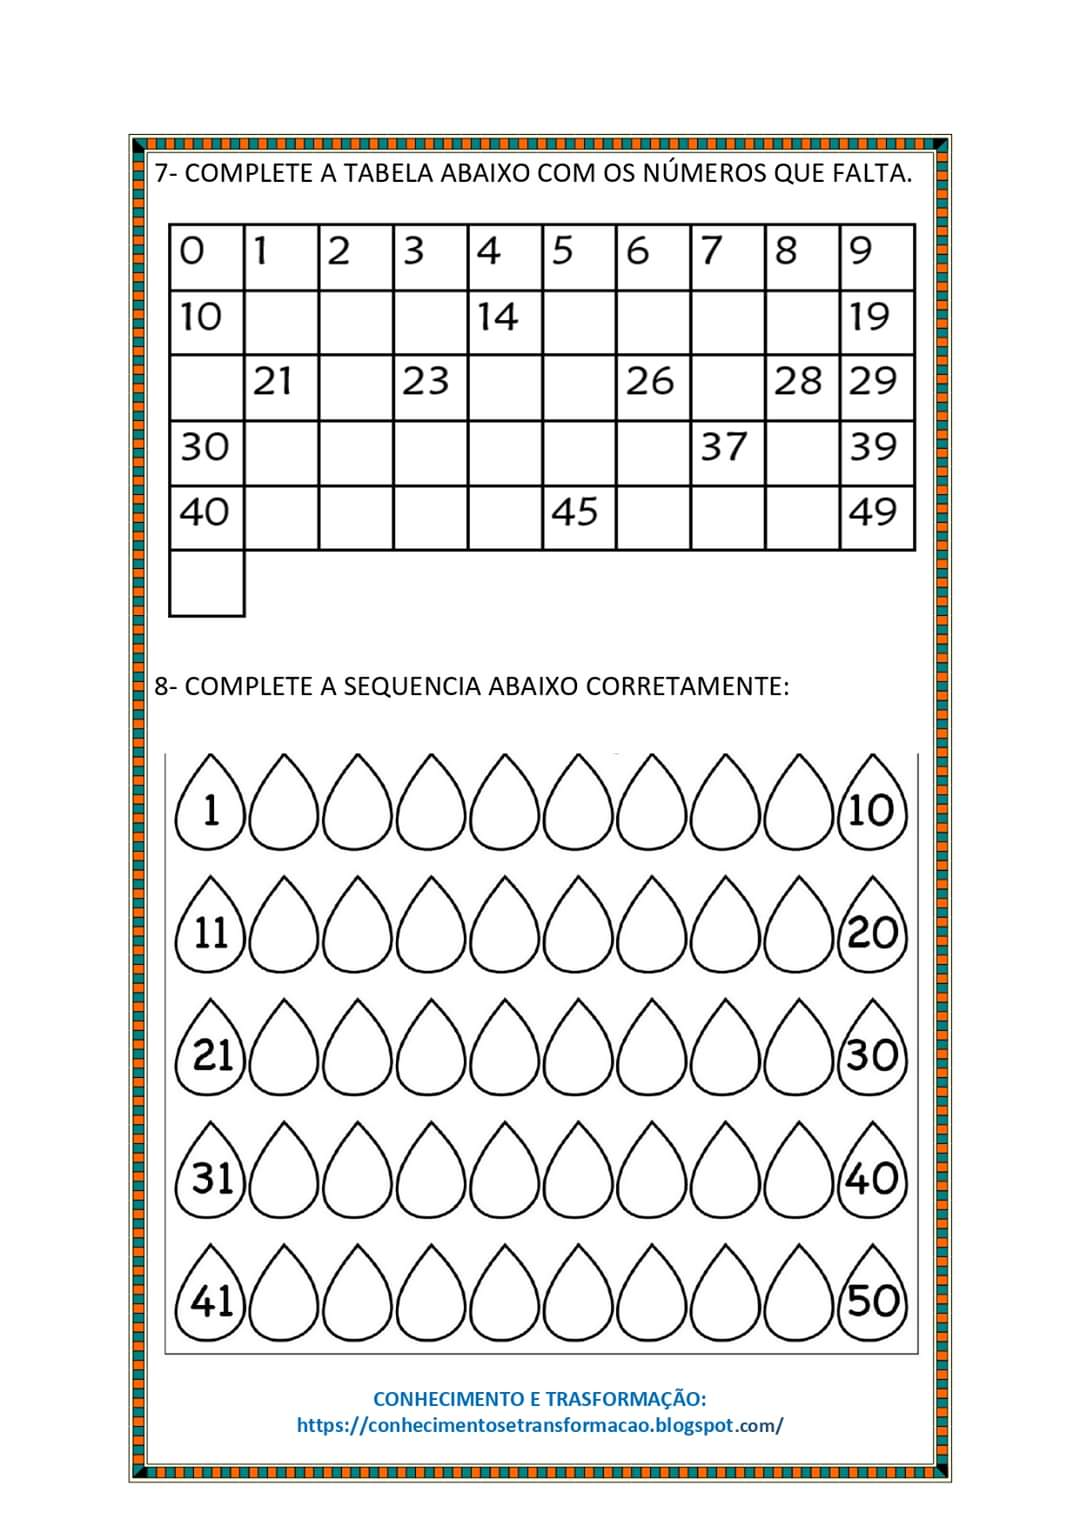 7- COMPLETE A TABELA ABAIXO COM OS NÚMEROS QUE FALTA.
0 1 2 3 4 5 6 7 8 9
10 14 19
21 23 26 28 29
30 37 39
40 45 49
8- COMPLETE A SEQUENCIA ABAIXO CORRETAMENTE:
1 10
11 20
21 30
31 40
41 50
CONHECIMENTO E TRASFORMAÇÃO:
https://conhecimentosetransformacao.blogspot.com/